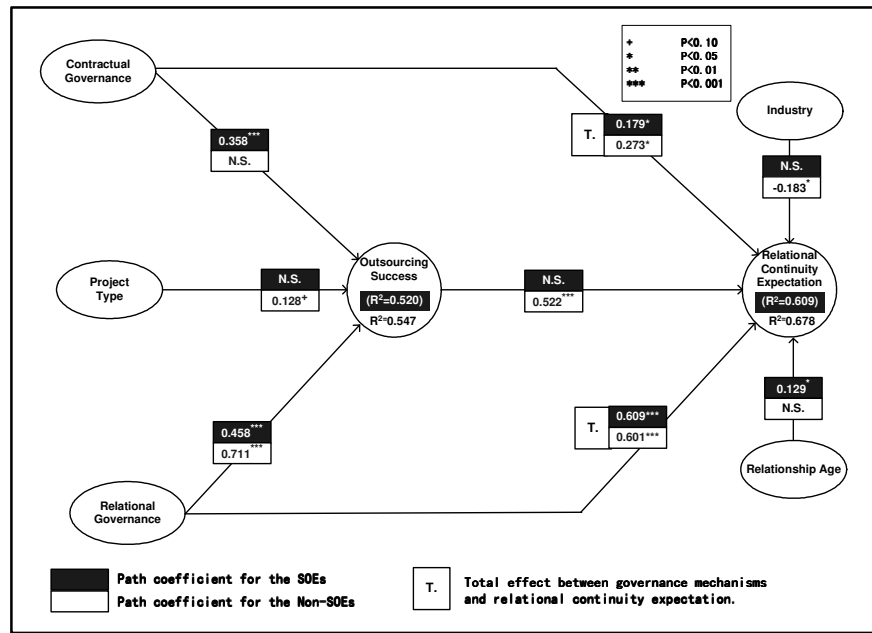 + P<0.10
* P<0.05
** P<0.01
*** P<0.001
Contractual
Governance
Industry
0.358***
N.S.
T.
0.179*
0.273*
N.S.
-0.183*
Project
Type
N.S.
0.128+
Outsourcing
Success
(R²=0.520)
R²=0.547
N.S.
0.522***
Relational
Continuity
Expectation
(R²=0.609)
R²=0.678
0.458***
0.711***
T.
0.609***
0.601***
0.129*
N.S.
Relational
Governance
Relationship Age
Path coefficient for the SOEs
Path coefficient for the Non-SOEs
T.
Total effect between governance mechanisms
and relational continuity expectation.